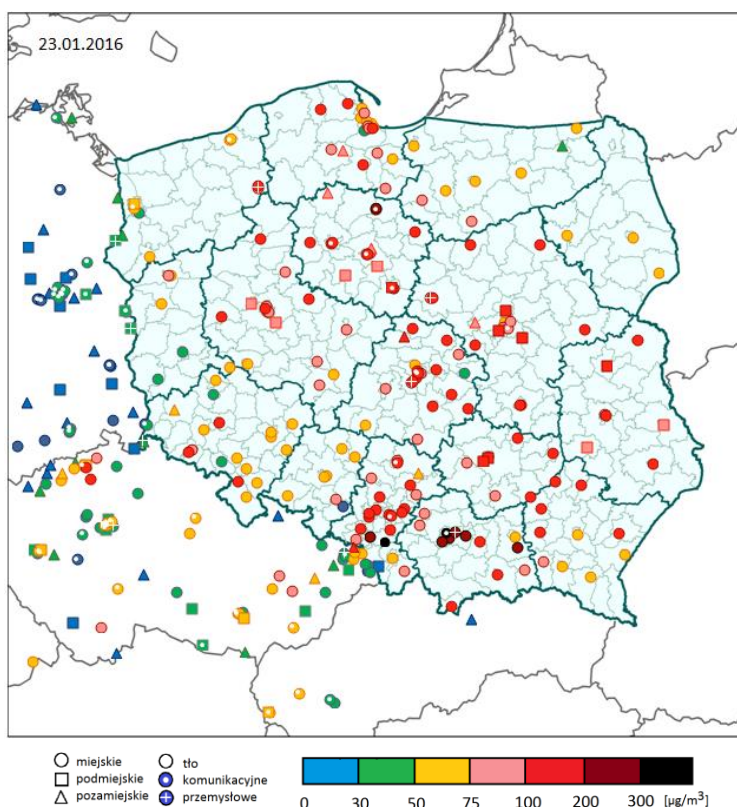 23.01.2016
miejskie
podmiejskie
pozamiejskie
tło
komunikacyjne
przemysłowe
0 30 50 75 100 200 300 [µg/m³]